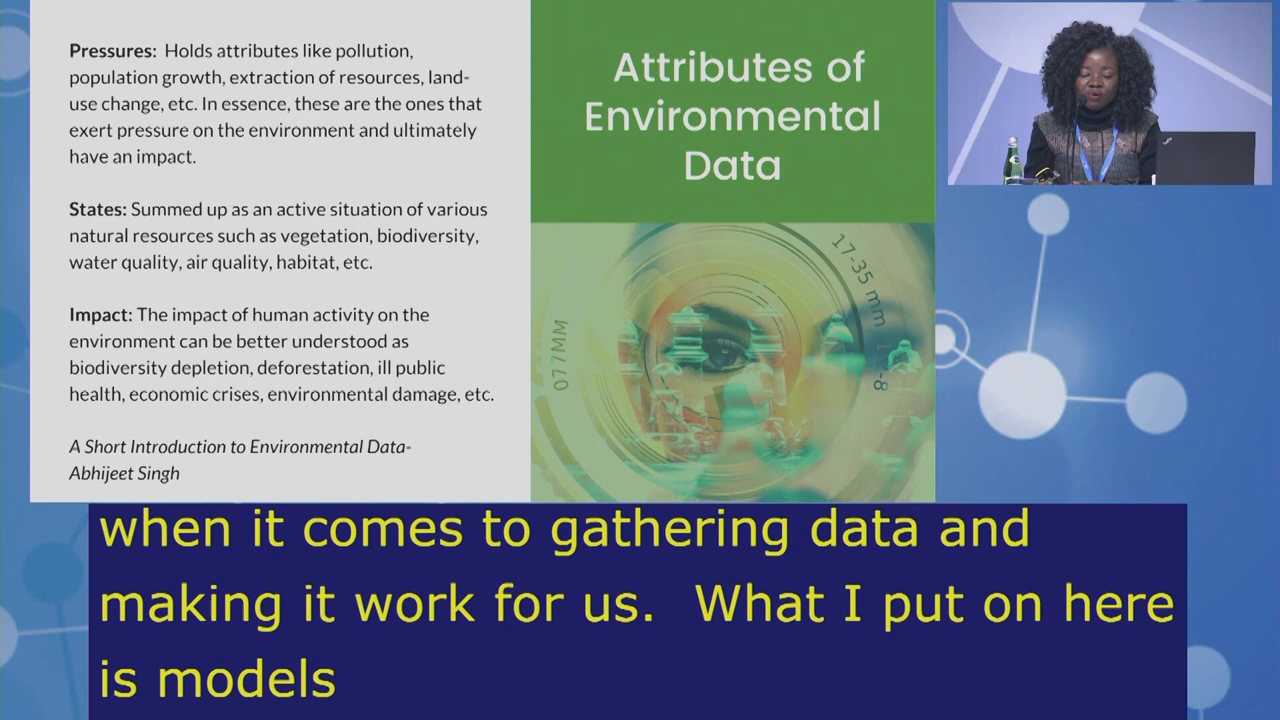 Pressures: Holds attributes like pollution,
population growth, extraction of resources, land-
use change, etc. In essence, these are the ones that
exert pressure on the environment and ultimately
have an impact.
States: Summed up as an active situation of various
natural resources such as vegetation, biodiversity,
water quality, air quality, habitat, etc.
Impact: The impact of human activity on the
environment can be better understood as
biodiversity depletion, deforestation, ill public
health, economic crises, environmental damage, etc.
A Short Introduction to Environmental Data-
Abhijeet Singh
Attributes of
Environmental
Data
077MM
17-35 mm
when it comes to gathering data and
making it work for us.  What I put on here
is models